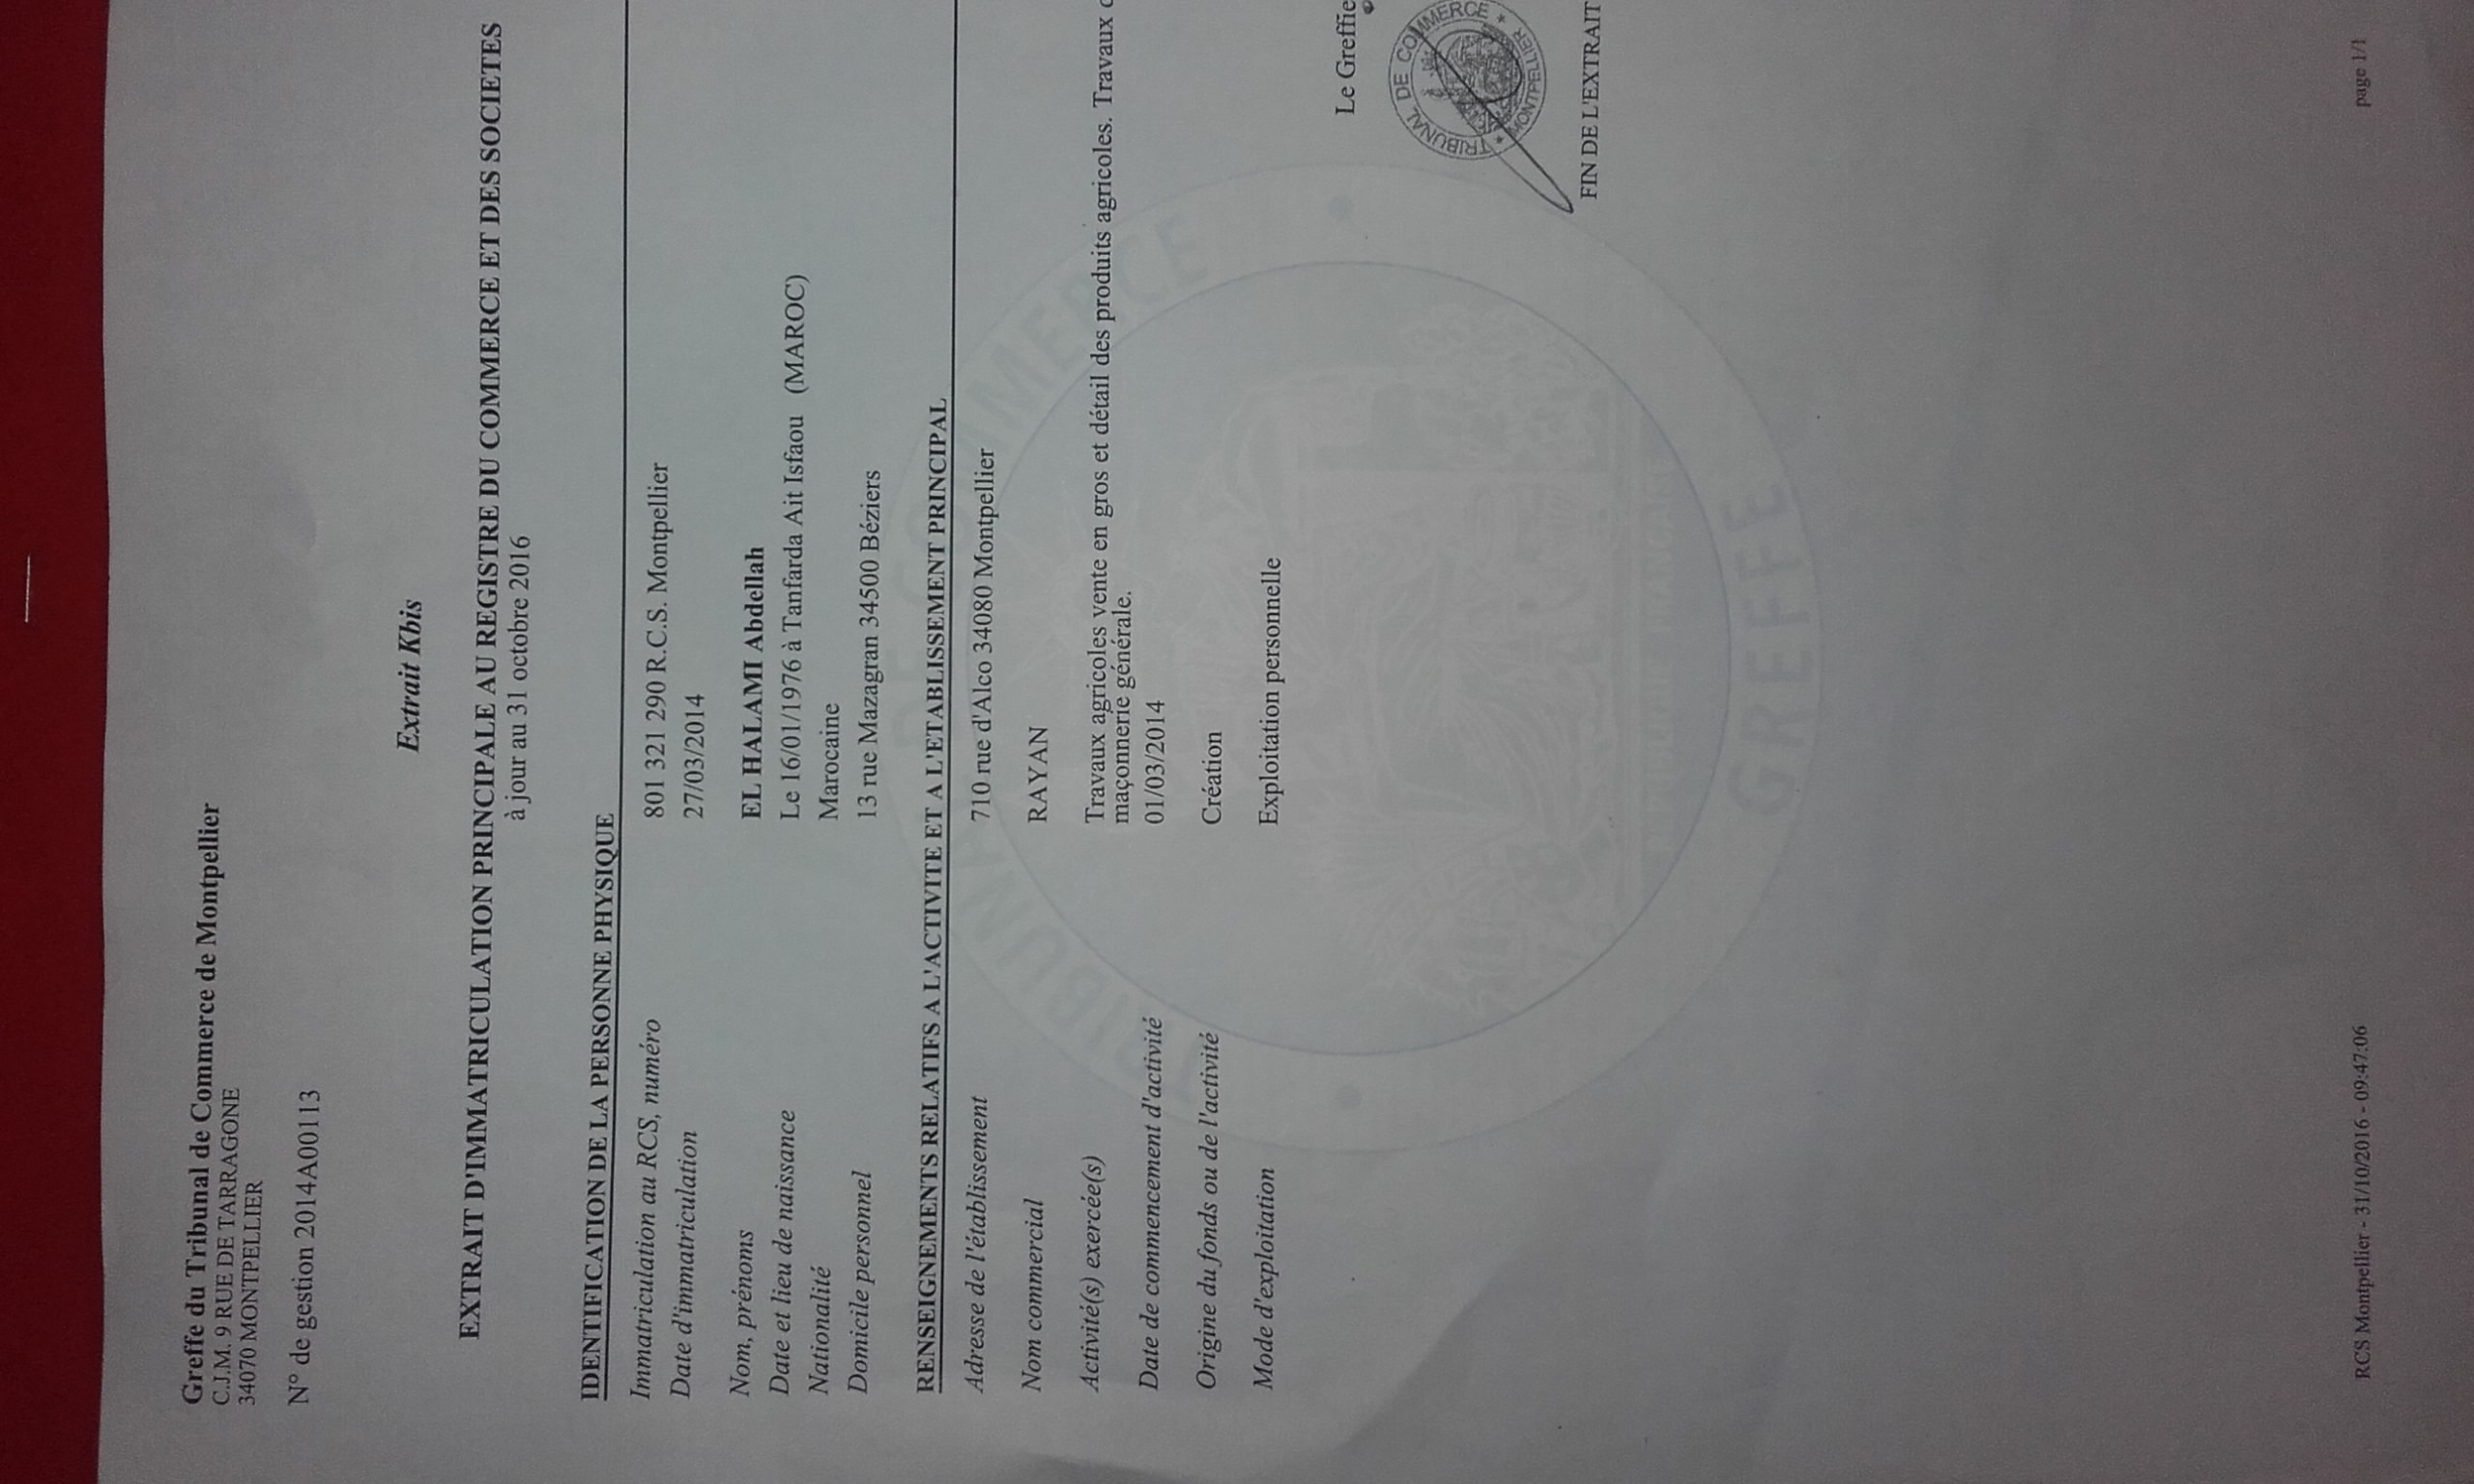 Greffe du Tribunal de Commerce de Montpellier
C.J.M. 9 RUE DE TARRAGONE
34070 MONTPELLIER
N° de gestion 2014A00113
Extrait Kbis
EXTRAIT D'IMMATRICULATION PRINCIPALE AU REGISTRE DU COMMERCE ET DES SOCIETES
à jour au 31 octobre 2016
IDENTIFICATION DE LA PERSONNE PHYSIQUE
Immatriculation au RCS, numéro 801 321 290 R.C.S. Montpellier
Date d'immatriculation 27/03/2014
Nom, prénoms EL HALAMI Abdellah
Date et lieu de naissance Le 16/01/1976 à Tanfarda Ait Isfaou (MAROC)
Nationalité Marocaine
Domicile personnel 13 rue Mazagran 34500 Béziers
RENSEIGNEMENTS RELATIFS A L'ACTIVITE ET A L'ETABLISSEMENT PRINCIPAL
Adresse de l'établissement 710 rue d'Alco 34080 Montpellier
Nom commercial RAYAN
Activité(s) exercée(s) Travaux agricoles vente en gros et détail des produits agricoles. Travaux
maçonnerie générale.
Date de commencement d'activité 01/03/2014
Origine du fonds ou de l'activité Création
Mode d'exploitation Exploitation personnelle
Le Greffie
TRIBUNAL DE COMMERCE
MONTPELLIER
FIN DE L'EXTRAIT
TRIBUNAL DE COMMERCE
REPUBLIQUE FRANCAISE
GREFFE
RCS Montpellier - 31/10/2016 - 09:47:06
page 1/1